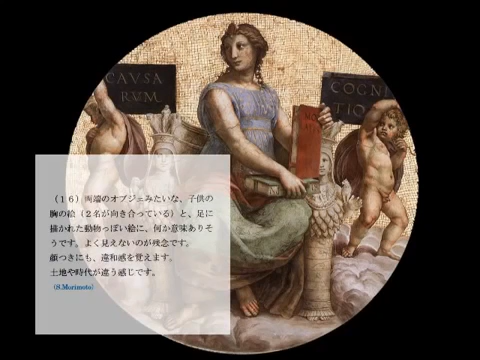 CAVSA
RUM
COGNI
TIO
MO
（１６）両端のオブジェみたいな、子供の
胸の絵（２名が向き合っている）と、足に
描かれた動物っぽい絵に、何か意味ありそ
うです。よく見えないのが残念です。
顔つきにも、違和感を覚えます。
土地や時代が違う感じです。
（S.Morimoto）